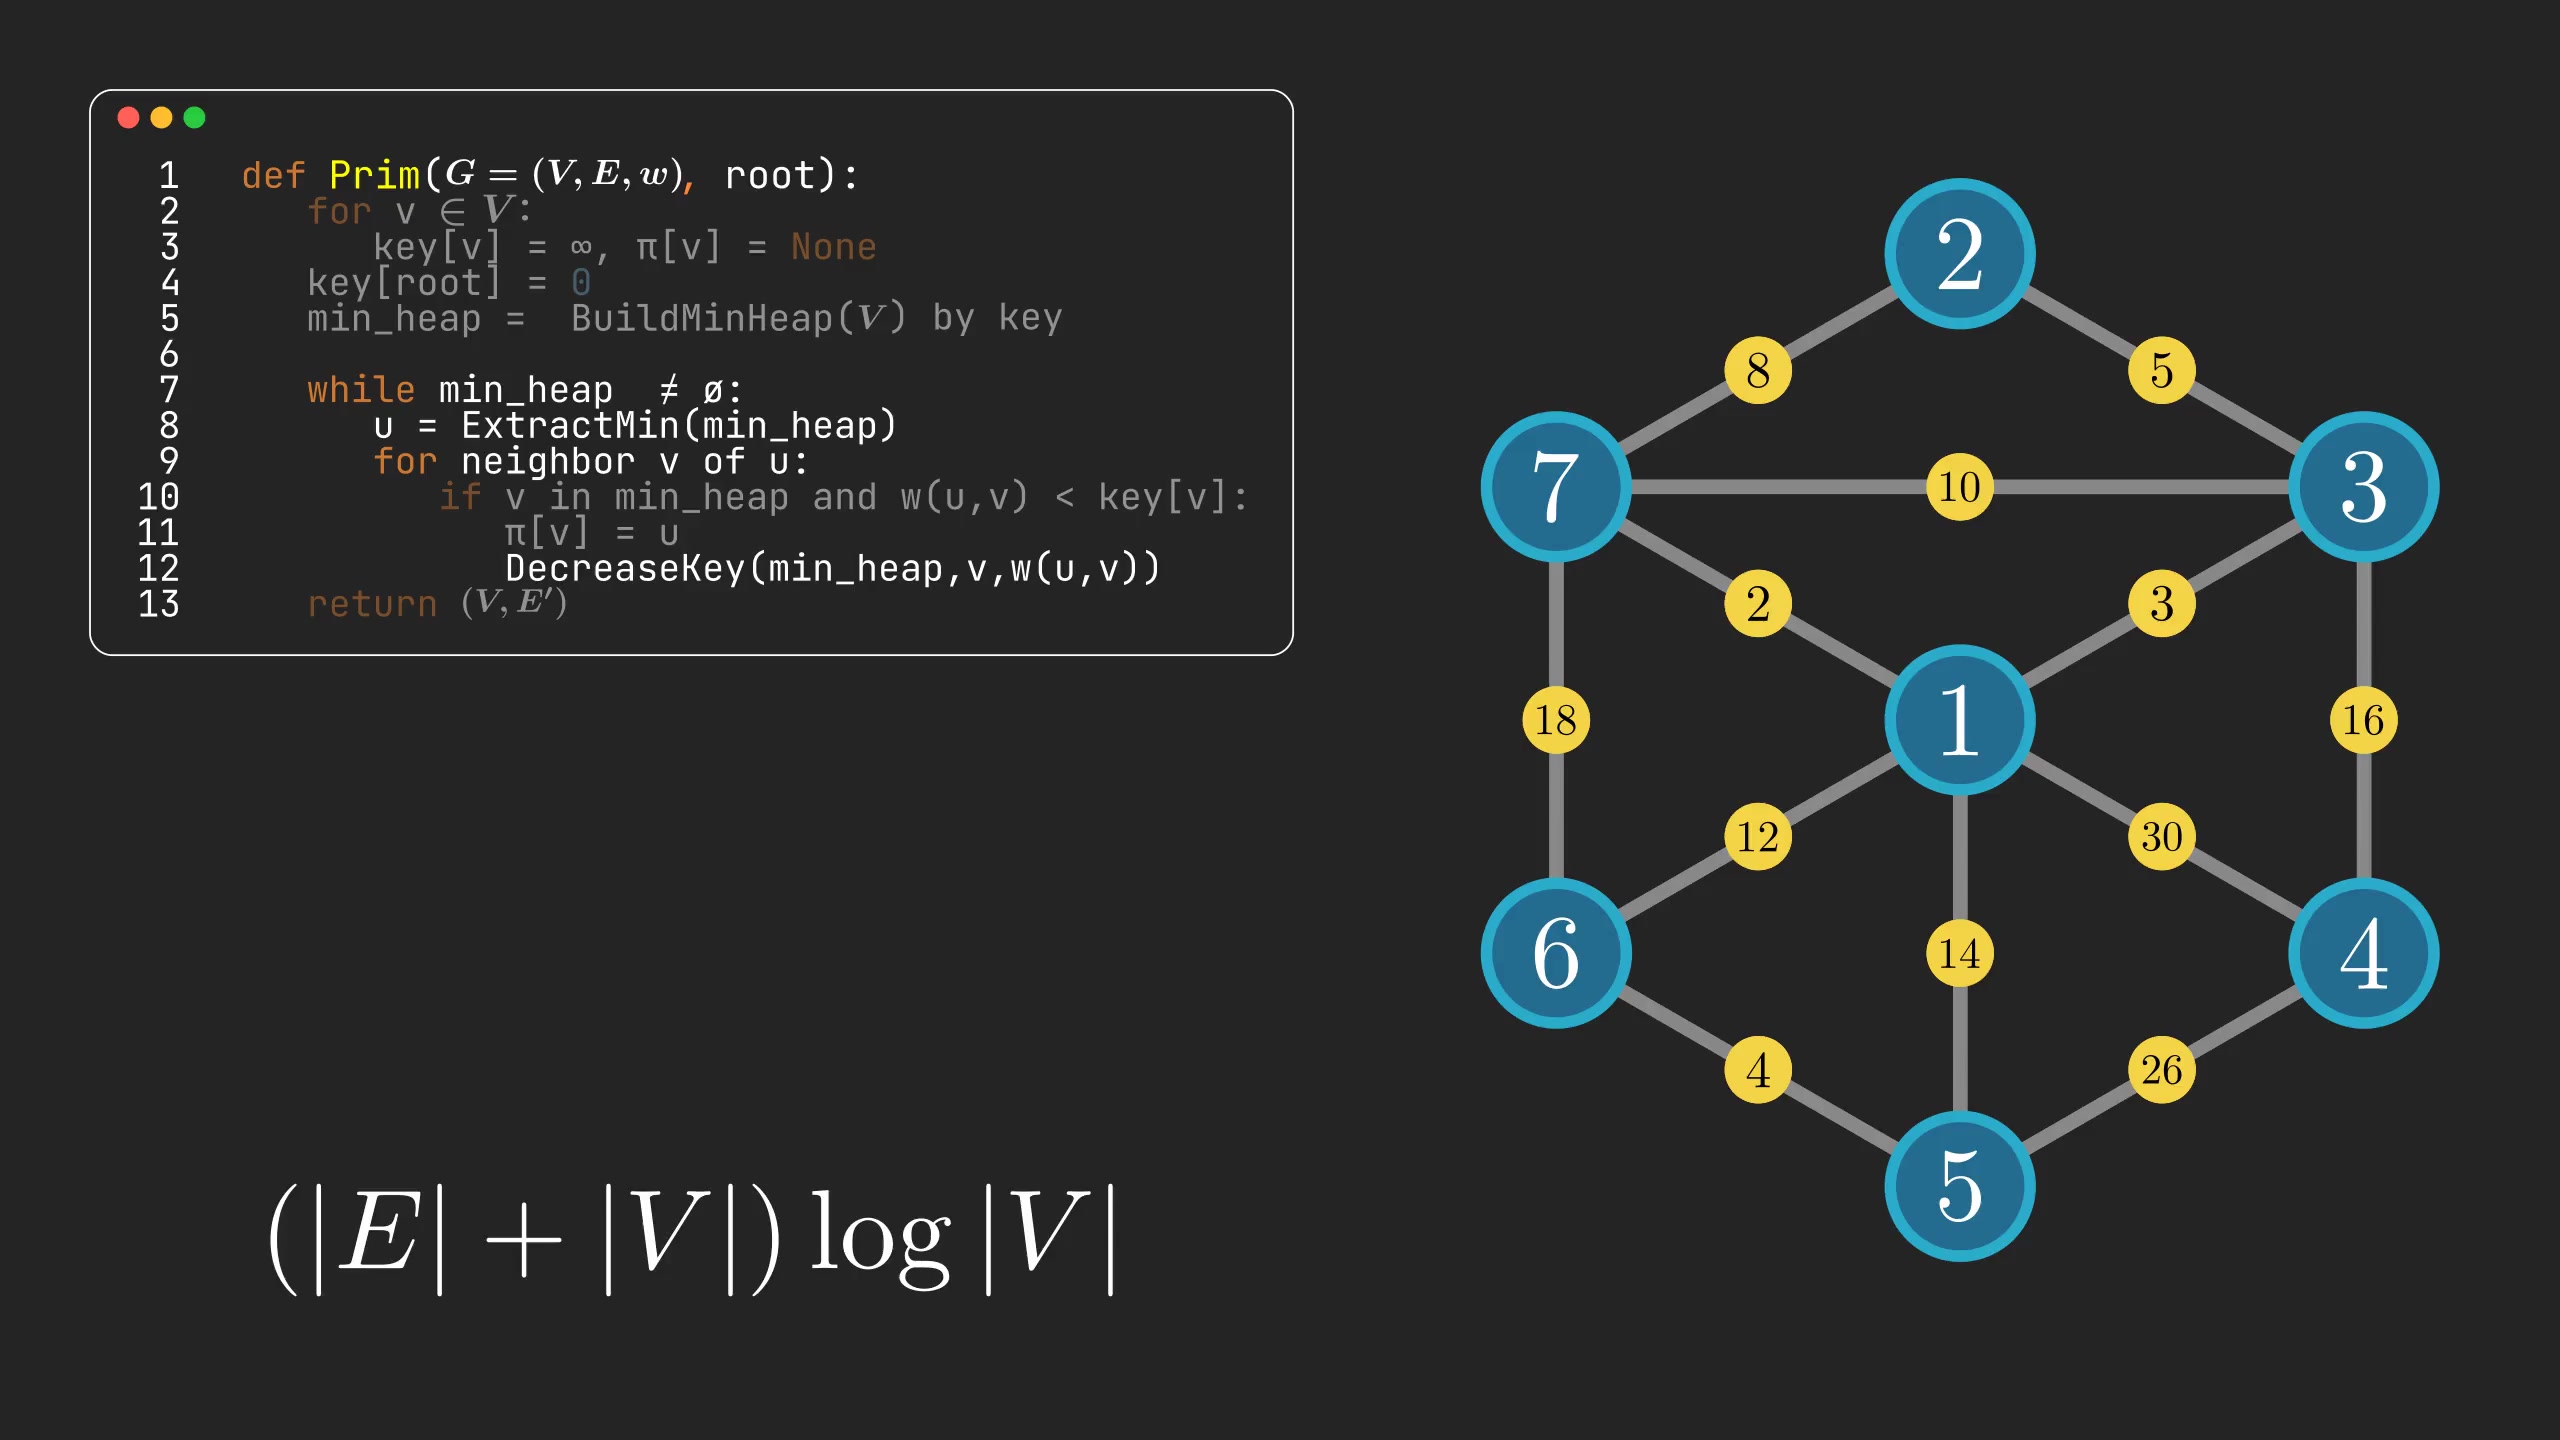 1 def Prim(G = (V, E, w), root):
2 for v ∈ V:
3 key[v] = ∞, π[v] = None
4 key[root] = 0
5 min_heap = BuildMinHeap(V) by key
6
7 while min_heap ≠ ø:
8 u = ExtractMin(min_heap)
9 for neighbor v of u:
10 if v in min_heap and w(u,v) < key[v]:
11 π[v] = u
12 DecreaseKey(min_heap,v,w(u,v))
13 return (V, E′)
(|E| + |V|) log |V|
2
8
5
7
10
3
2
3
1
18
16
12
30
6
14
4
4
26
5